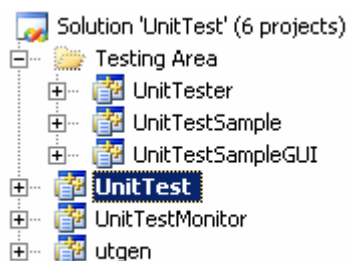 Solution 'UnitTest' (6 projects)
Testing Area
UnitTester
UnitTestSample
UnitTestSampleGUI
UnitTest
UnitTestMonitor
utgen